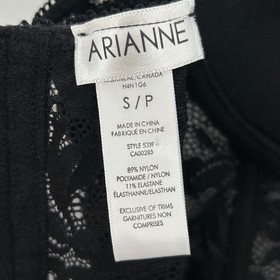 ARIANNE
MONTREAL, CANADA
H4N1G6
S / P
MADE IN CHINA
FABRIQUÉ EN CHINE
STYLE 5339
CA00285
89% NYLON
POLYAMIDE / NYLON
11% ELASTANE
ÉLASTHANNE/ELASTHAN
EXCLUSIVE OF TRIMS
GARNITURES NON
COMPRISES